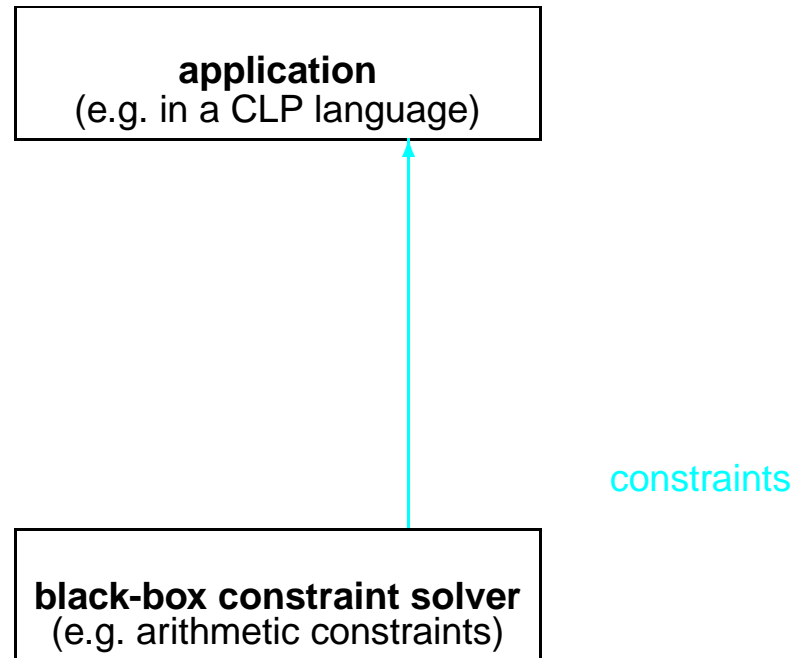 application
(e.g. in a CLP language)
constraints
black-box constraint solver
(e.g. arithmetic constraints)